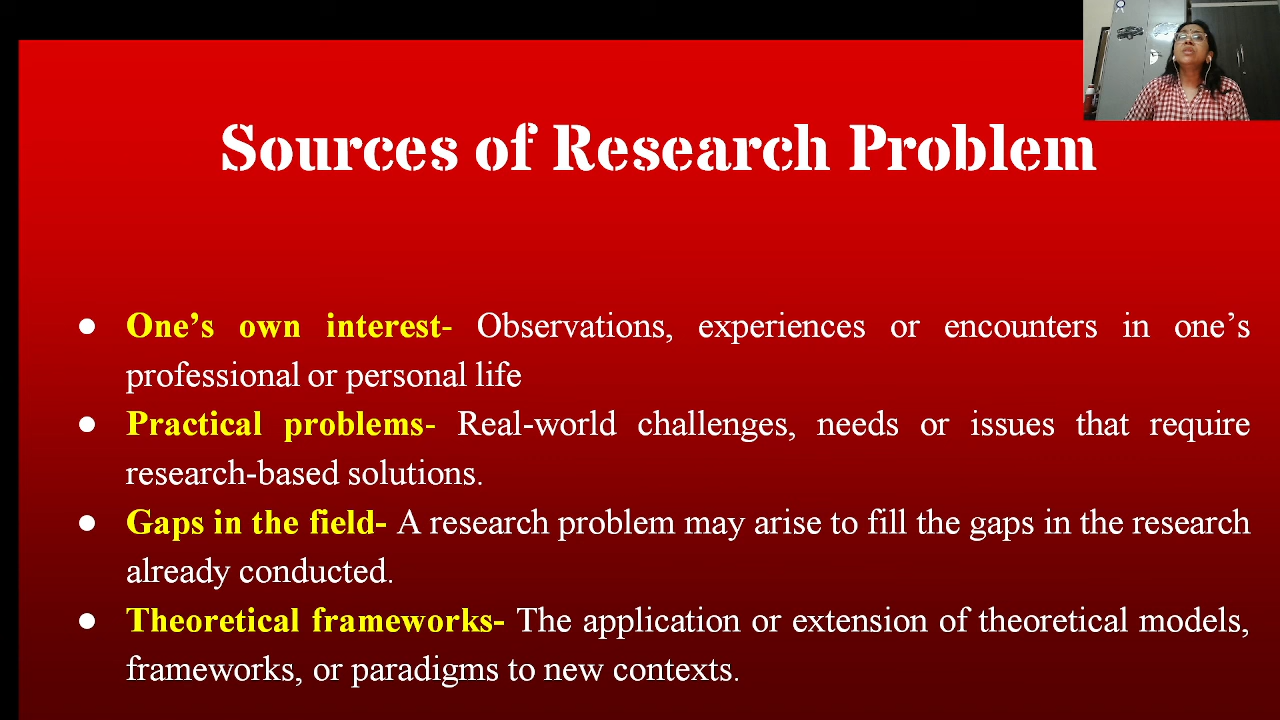 Sources of Research Problem
● One’s own interest- Observations, experiences or encounters in one’s
professional or personal life
● Practical problems- Real-world challenges, needs or issues that require
research-based solutions.
● Gaps in the field- A research problem may arise to fill the gaps in the research
already conducted.
● Theoretical frameworks- The application or extension of theoretical models,
frameworks, or paradigms to new contexts.